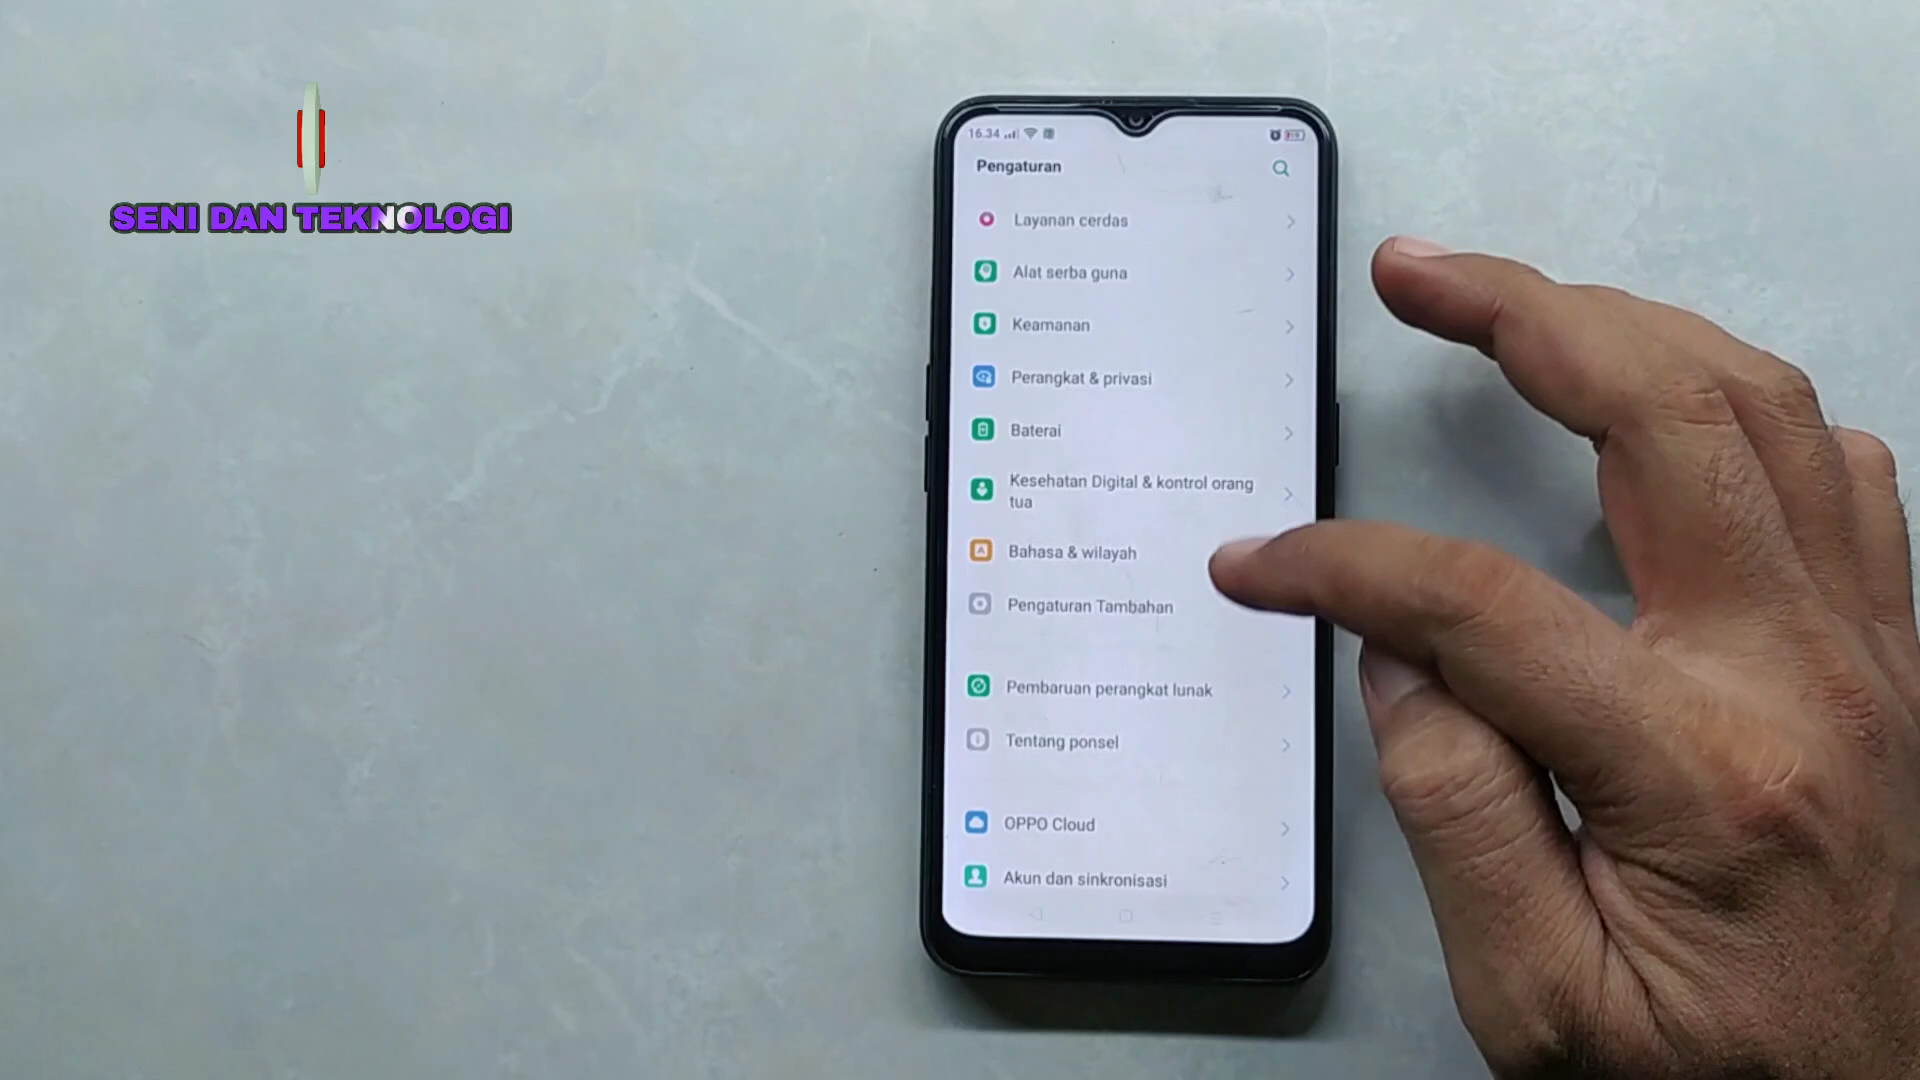 SENI DAN TEKNOLOGI
16.34
Pengaturan
Layanan cerdas
Alat serba guna
Keamanan
Perangkat & privasi
Baterai
Kesehatan Digital & kontrol orang
tua
Bahasa & wilayah
Pengaturan Tambahan
Pembaruan perangkat lunak
Tentang ponsel
OPPO Cloud
Akun dan sinkronisasi